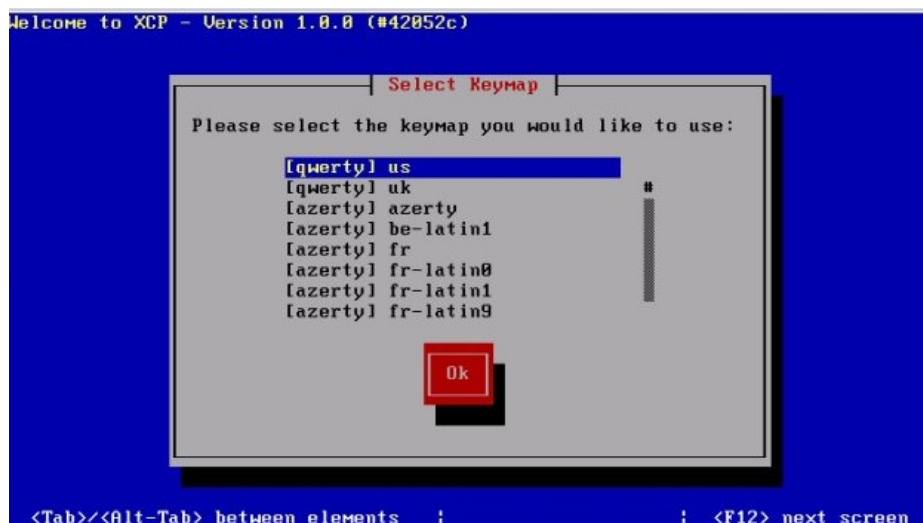 Welcome to XCP - Version 1.0.0 (#42052c)
Select Keymap
Please select the keymap you would like to use:
[qwerty] us
[qwerty] uk
[azerty] azerty
[azerty] be-latin1
[azerty] fr
[azerty] fr-latin0
[azerty] fr-latin1
[azerty] fr-latin9
Ok
<Tab>/<Alt-Tab> between elements | | <F12> next screen